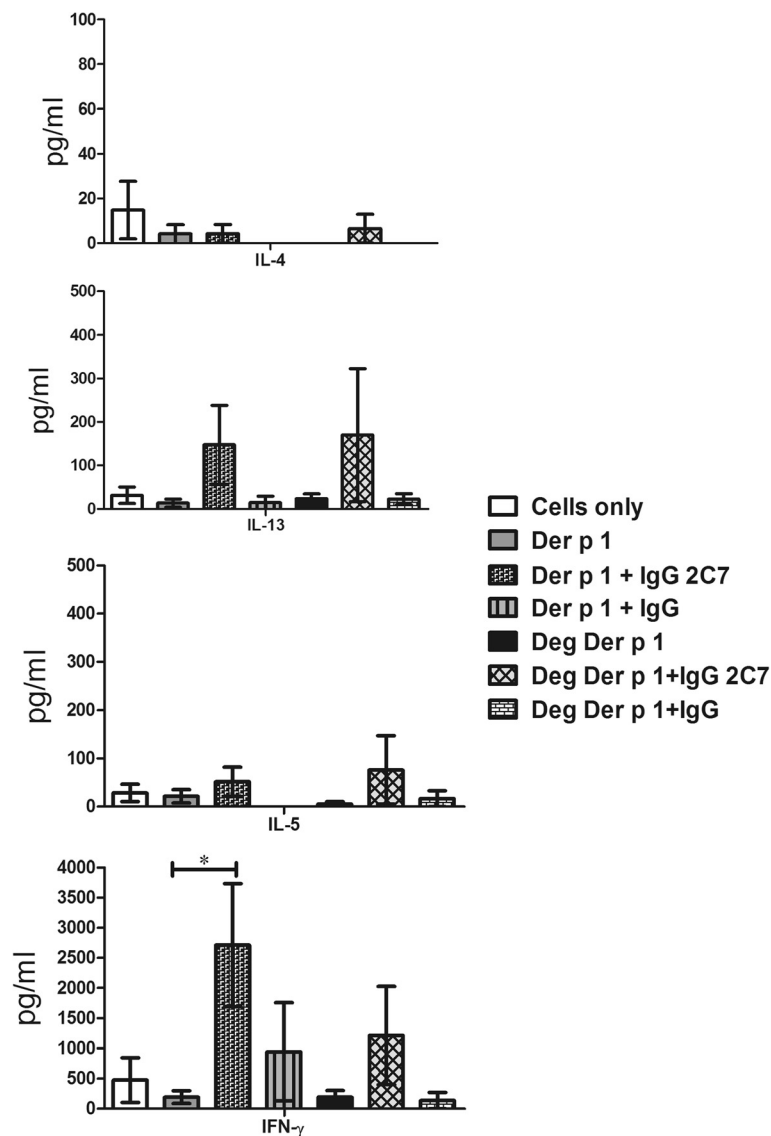 100
80
60
40
20
0
pg/ml
IL-4
500
400
300
200
100
0
pg/ml
IL-13
Cells only
Der p 1
Der p 1 + IgG 2C7
Der p 1 + IgG
Deg Der p 1
Deg Der p 1+IgG 2C7
Deg Der p 1+IgG
500
400
300
200
100
0
pg/ml
IL-5
*
4000
3500
3000
2500
2000
1500
1000
500
0
pg/ml
IFN-γ